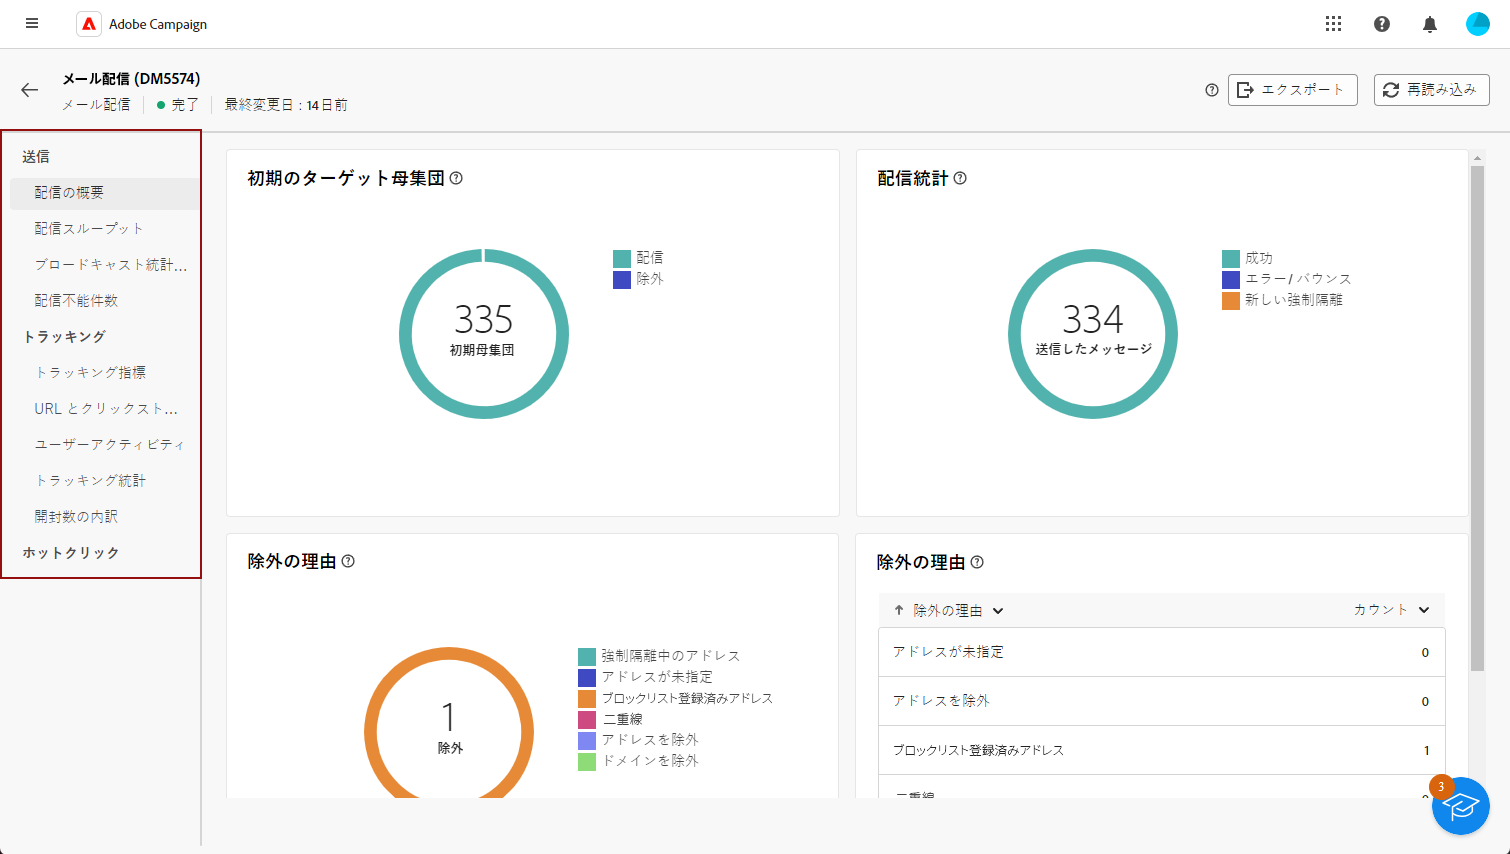 Adobe Campaign
メール配信 (DM5574)
メール配信 完了 最終変更日 : 14日前
エクスポート
再読み込み
送信
配信の概要
配信スループット
ブロードキャスト統計...
配信不能件数
トラッキング
トラッキング指標
URL とクリックスト...
ユーザーアクティビティ
トラッキング統計
開封数の内訳
ホットクリック
初期のターゲット母集団
335
初期母集団
配信
除外
配信統計
334
送信したメッセージ
成功
エラー / バウンス
新しい強制隔離
除外の理由
1
除外
強制隔離中のアドレス
アドレスが未指定
ブロックリスト登録済みアドレス
二重線
アドレスを除外
ドメインを除外
除外の理由
除外の理由 カウント
アドレスが未指定 0
アドレスを除外 0
ブロックリスト登録済みアドレス 1
二重線
3